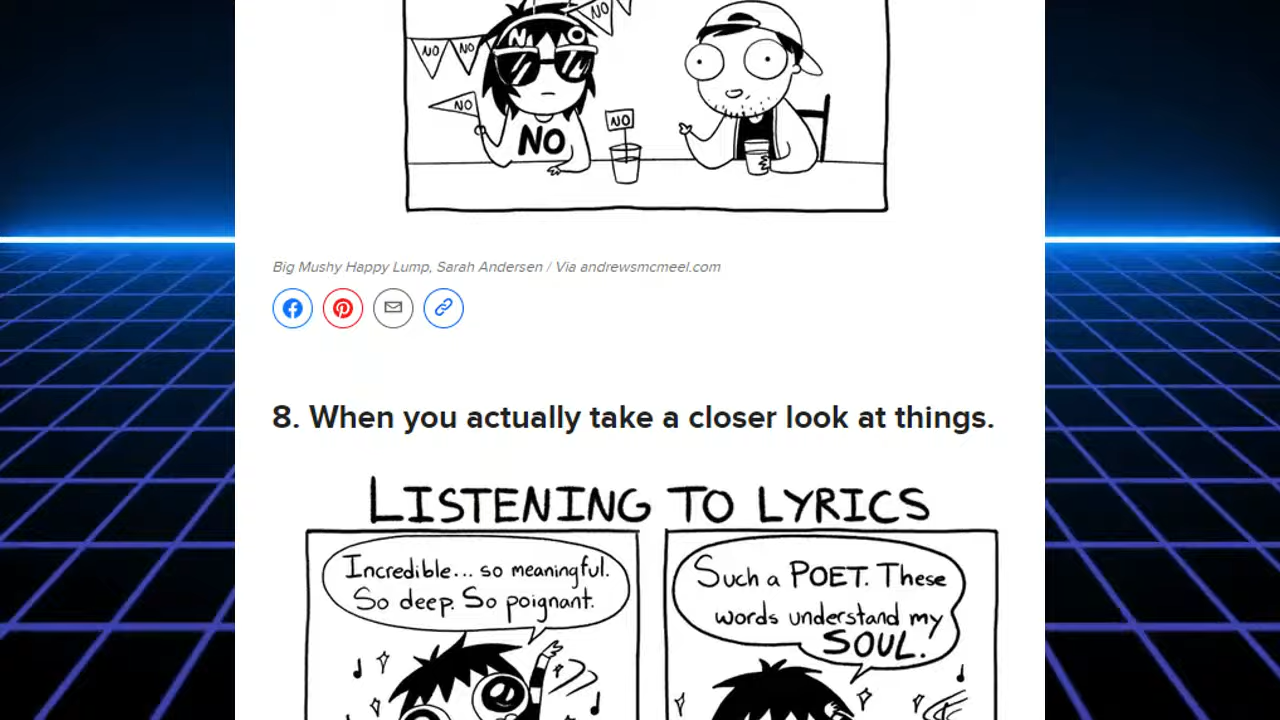 NO
NO
NO
NO
NO
NO
NO
Big Mushy Happy Lump, Sarah Andersen / Via andrewsmcmeel.com
8. When you actually take a closer look at things.
LISTENING TO LYRICS
Incredible... so meaningful.
So deep. So poignant.
Such a POET. These
words understand my
SOUL.